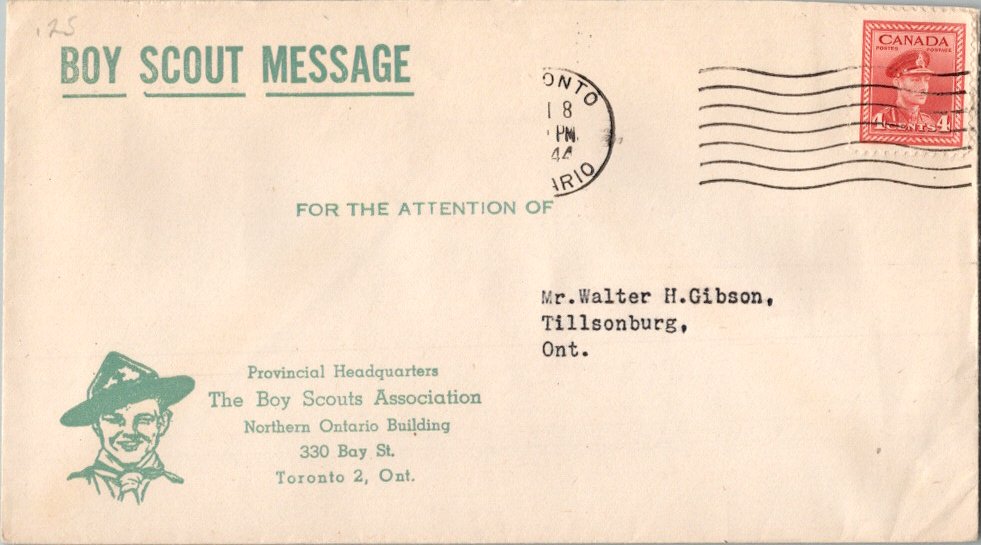 .25
BOY SCOUT MESSAGE
CANADA
POSTES POSTAGE
4 CENTS 4
ONTO
18
PM
44
ARIO
FOR THE ATTENTION OF
Mr.Walter H.Gibson,
Tillsonburg,
Ont.
Provincial Headquarters
The Boy Scouts Association
Northern Ontario Building
330 Bay St.
Toronto 2, Ont.